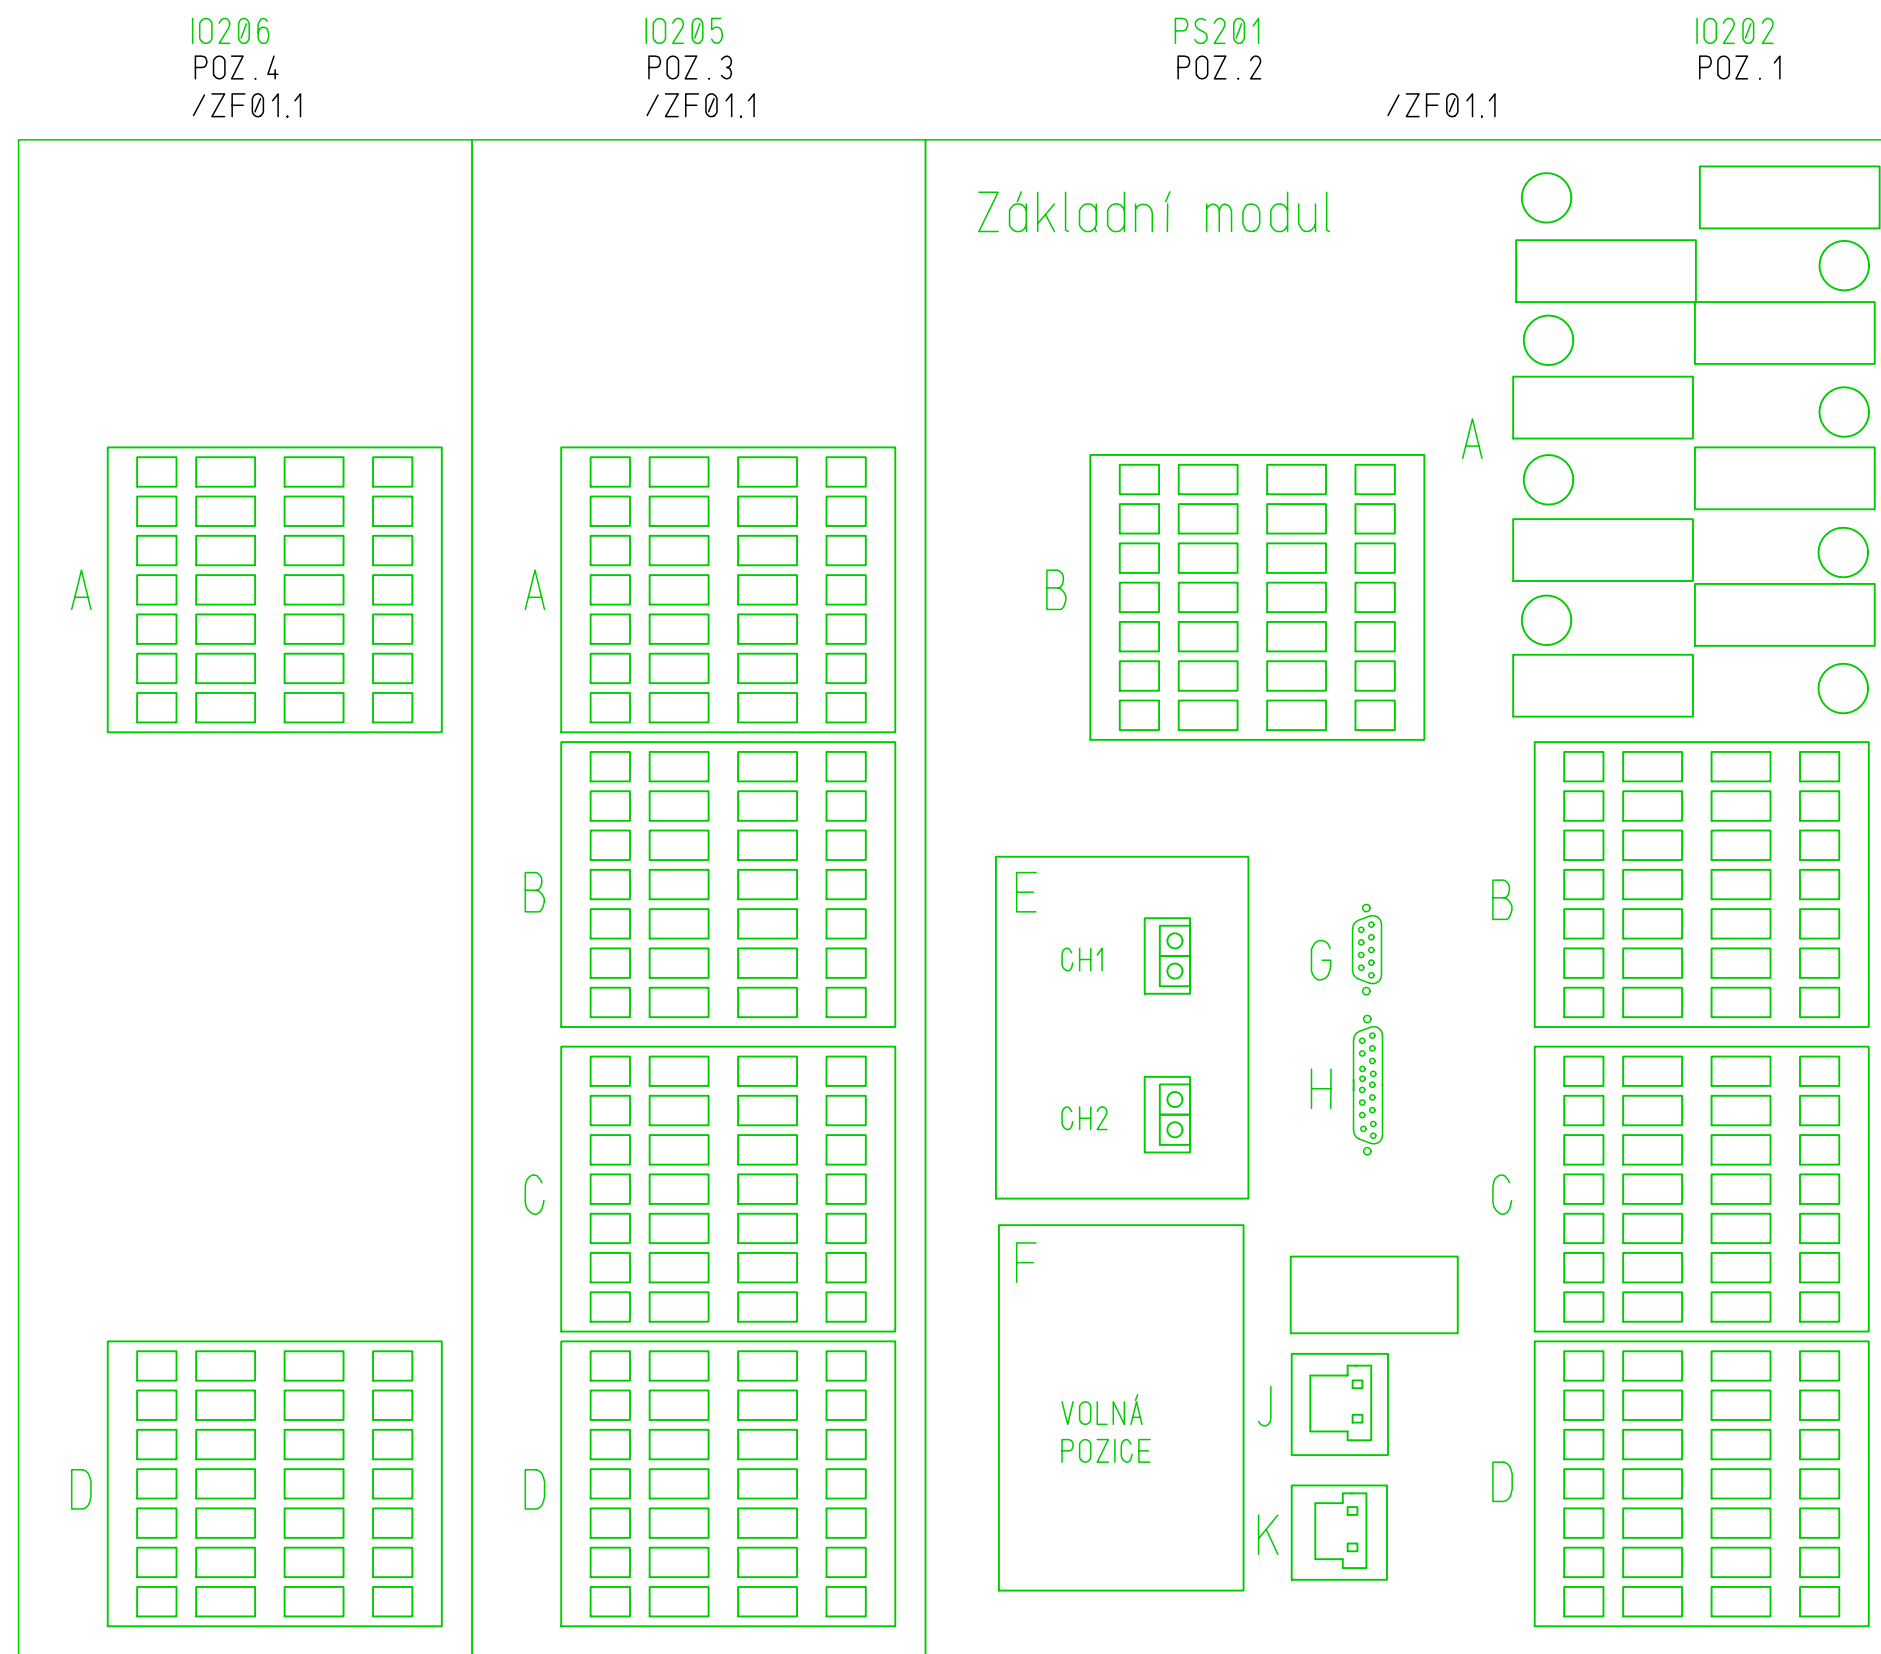 IO206
POZ.4
/ZF01.1
IO205
POZ.3
/ZF01.1
PS201
POZ.2
/ZF01.1
IO202
POZ.1
Základní modul
A
A
B
A
B
E
CH1
G
B
CH2
H
C
C
F
VOLNÁ
POZICE
J
D
D
K
D